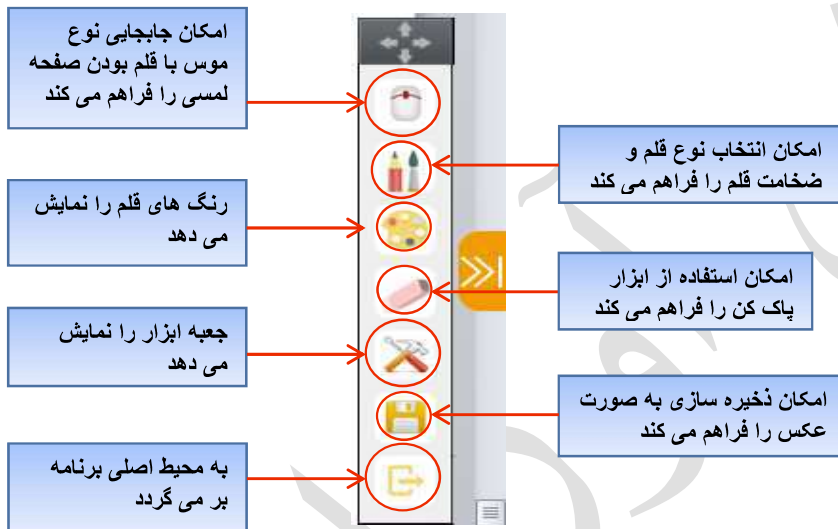 امکان جابجایی نوع
موس با قلم بودن صفحه
لمسی را فراهم می کند
امکان انتخاب نوع قلم و
ضخامت قلم را فراهم می کند
رنگ های قلم را نمایش
می دهد
امکان استفاده از ابزار
پاک کن را فراهم می کند
جعبه ابزار را نمایش
می دهد
امکان ذخیره سازی به صورت
عکس را فراهم می کند
به محیط اصلی برنامه
بر می گردد